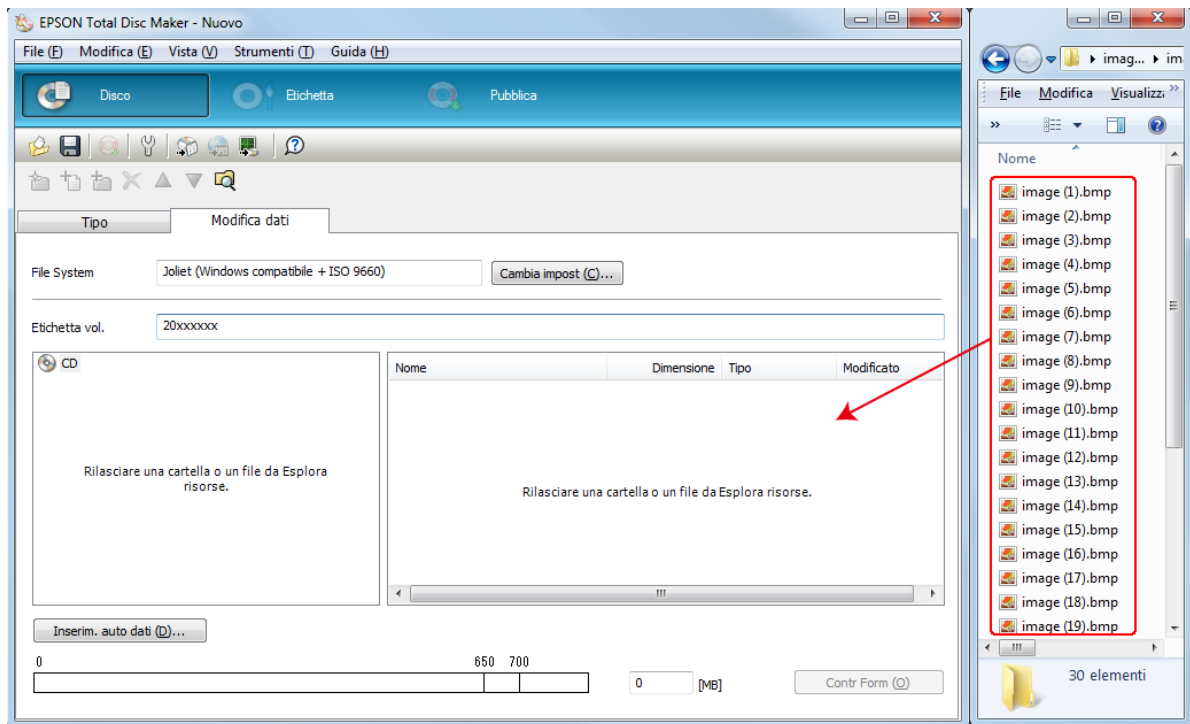 EPSON Total Disc Maker - Nuovo
File (F) Modifica (E) Vista (V) Strumenti (T) Guida (H)
Disco Etichetta Pubblica
Tipo Modifica dati
File System Joliet (Windows compatibile + ISO 9660) Cambia impost (C)...
Etichetta vol. 20xxxxxx
CD
Rilasciare una cartella o un file da Esplora
risorse.
Nome Dimensione Tipo Modificato
Rilasciare una cartella o un file da Esplora risorse.
Inserim. auto dati (D)...
0 650 700
0 [MB] Contr Form (O)
imag... im
File Modifica Visualizz
Nome
image (1).bmp
image (2).bmp
image (3).bmp
image (4).bmp
image (5).bmp
image (6).bmp
image (7).bmp
image (8).bmp
image (9).bmp
image (10).bmp
image (11).bmp
image (12).bmp
image (13).bmp
image (14).bmp
image (15).bmp
image (16).bmp
image (17).bmp
image (18).bmp
image (19).bmp
30 elementi